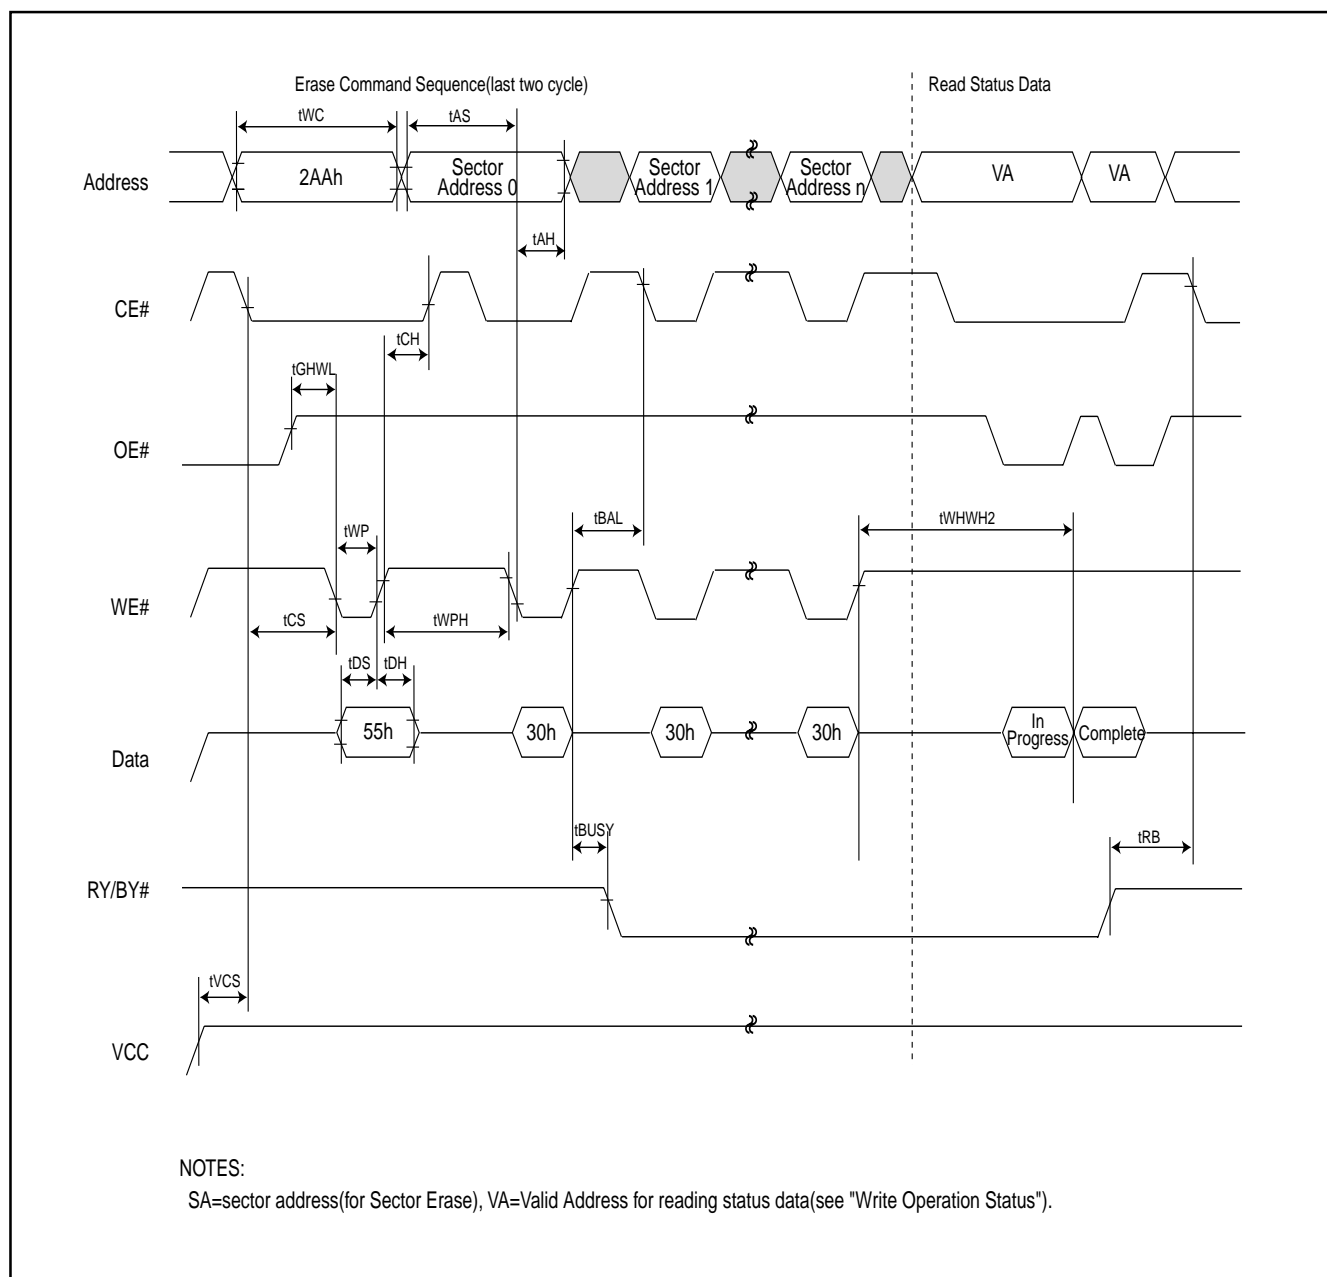 Erase Command Sequence(last two cycle)
Read Status Data
tWC
tAS
Address
2AAh
Sector
Address 0
Sector
Address 1
Sector
Address n
VA
VA
tAH
CE#
tCH
tGHWL
OE#
tWP
tBAL
tWHWH2
WE#
tCS
tWPH
tDS
tDH
Data
55h
30h
30h
30h
In
Progress
Complete
tBUSY
tRB
RY/BY#
tVCS
VCC
NOTES:
SA=sector address(for Sector Erase), VA=Valid Address for reading status data(see "Write Operation Status").